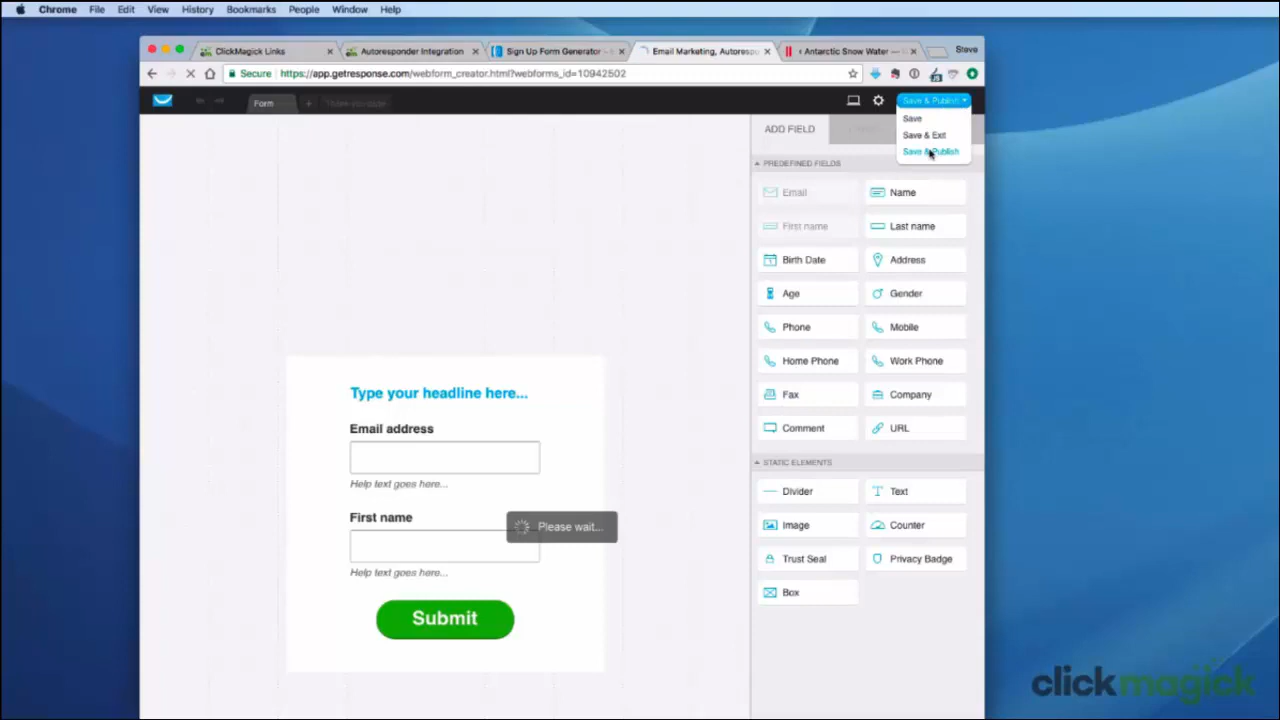 Chrome File Edit View History Bookmarks People Window Help
ClickMagick Links
Autoresponder Integration
Sign Up Form Generator
Email Marketing, Autorespo
Antarctic Snow Water —
Steve
Secure https://app.getresponse.com/webform_creator.html?webforms_id=10942502
Form
Save & Publish
Save
Save & Exit
Save & Publish
ADD FIELD
PREDEFINED FIELDS
Email Name
First name Last name
Birth Date Address
Age Gender
Phone Mobile
Home Phone Work Phone
Fax Company
Comment URL
STATIC ELEMENTS
Divider Text
Image Counter
Trust Seal Privacy Badge
Box
Type your headline here...
Email address
Help text goes here...
First name
Please wait...
Help text goes here...
Submit
clickmagick